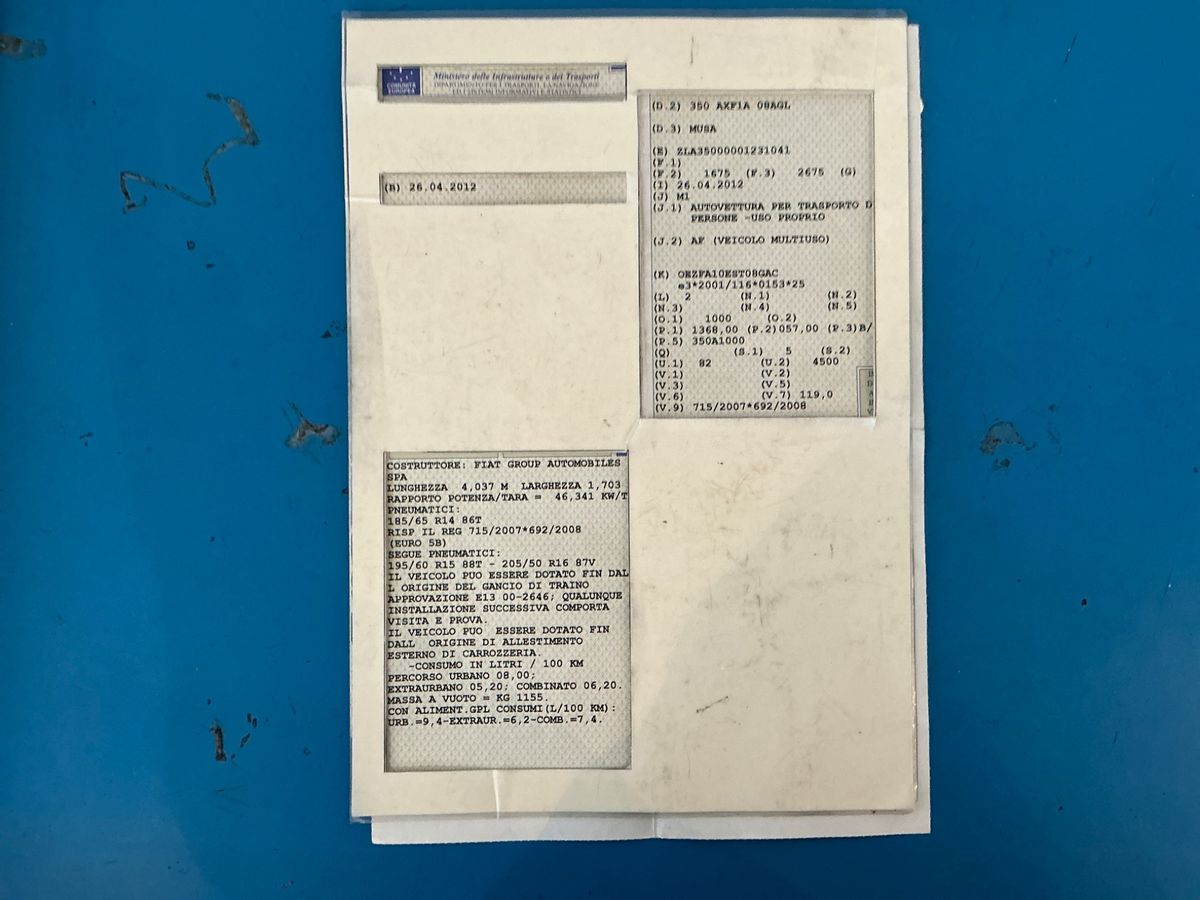 COMUNITÀ
EUROPEA
Ministero delle Infrastrutture e dei Trasporti
DIPARTIMENTO PER I TRASPORTI, LA NAVIGAZIONE
ED I SISTEMI INFORMATIVI E STATISTICI
(B) 26.04.2012
COSTRUTTORE: FIAT GROUP AUTOMOBILES
SPA
LUNGHEZZA 4,037 M LARGHEZZA 1,703
RAPPORTO POTENZA/TARA = 46,341 KW/T
PNEUMATICI:
185/65 R14 86T
RISP IL REG 715/2007*692/2008
(EURO 5B)
SEGUE PNEUMATICI:
195/60 R15 88T - 205/50 R16 87V
IL VEICOLO PUO ESSERE DOTATO FIN DAL
L ORIGINE DEL GANCIO DI TRAINO
APPROVAZIONE E13 00-2646; QUALUNQUE
INSTALLAZIONE SUCCESSIVA COMPORTA
VISITA E PROVA.
IL VEICOLO PUO ESSERE DOTATO FIN
DALL ORIGINE DI ALLESTIMENTO
ESTERNO DI CARROZZERIA.
-CONSUMO IN LITRI / 100 KM
PERCORSO URBANO 08,00;
EXTRAURBANO 05,20; COMBINATO 06,20.
MASSA A VUOTO = KG 1155.
CON ALIMENT.GPL CONSUMI(L/100 KM):
URB.=9,4-EXTRAUR.=6,2-COMB.=7,4.
(D.2) 350 AXF1A 08AGL
(D.3) MUSA
(E) ZLA35000001231041
(F.1)
(F.2) 1675 (F.3) 2675 (G)
(I) 26.04.2012
(J) M1
(J.1) AUTOVETTURA PER TRASPORTO D
PERSONE -USO PROPRIO
(J.2) AF (VEICOLO MULTIUSO)
(K) OEZFA10EST08GAC
e3*2001/116*0153*25
(L) 2 (N.1) (N.2)
(N.3) (N.4) (N.5)
(O.1) 1000 (O.2)
(P.1) 1368,00 (P.2)057,00 (P.3)B/
(P.5) 350A1000
(Q) (S.1) 5 (S.2)
(U.1) 82 (U.2) 4500
(V.1) (V.2)
(V.3) (V.5)
(V.6) (V.7) 119,0
(V.9) 715/2007*692/2008